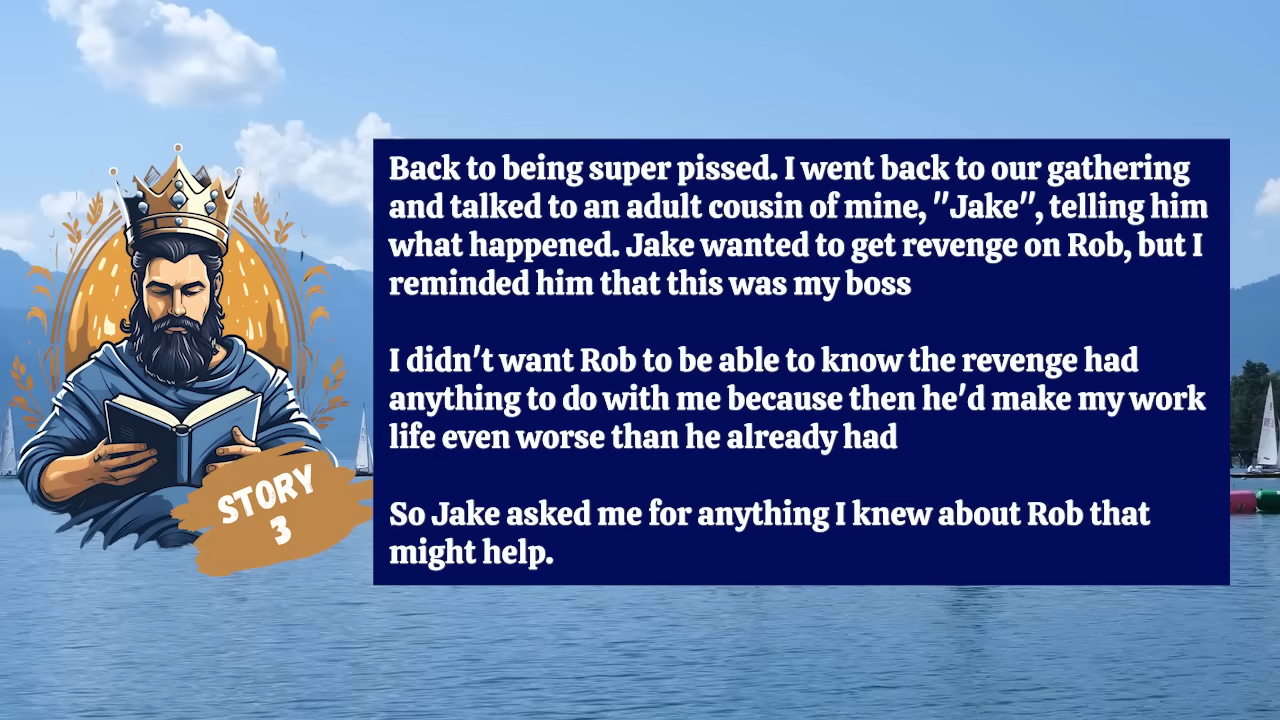 Back to being super pissed. I went back to our gathering
and talked to an adult cousin of mine, "Jake", telling him
what happened. Jake wanted to get revenge on Rob, but I
reminded him that this was my boss
I didn't want Rob to be able to know the revenge had
anything to do with me because then he'd make my work
life even worse than he already had
So Jake asked me for anything I knew about Rob that
might help.
STORY
3